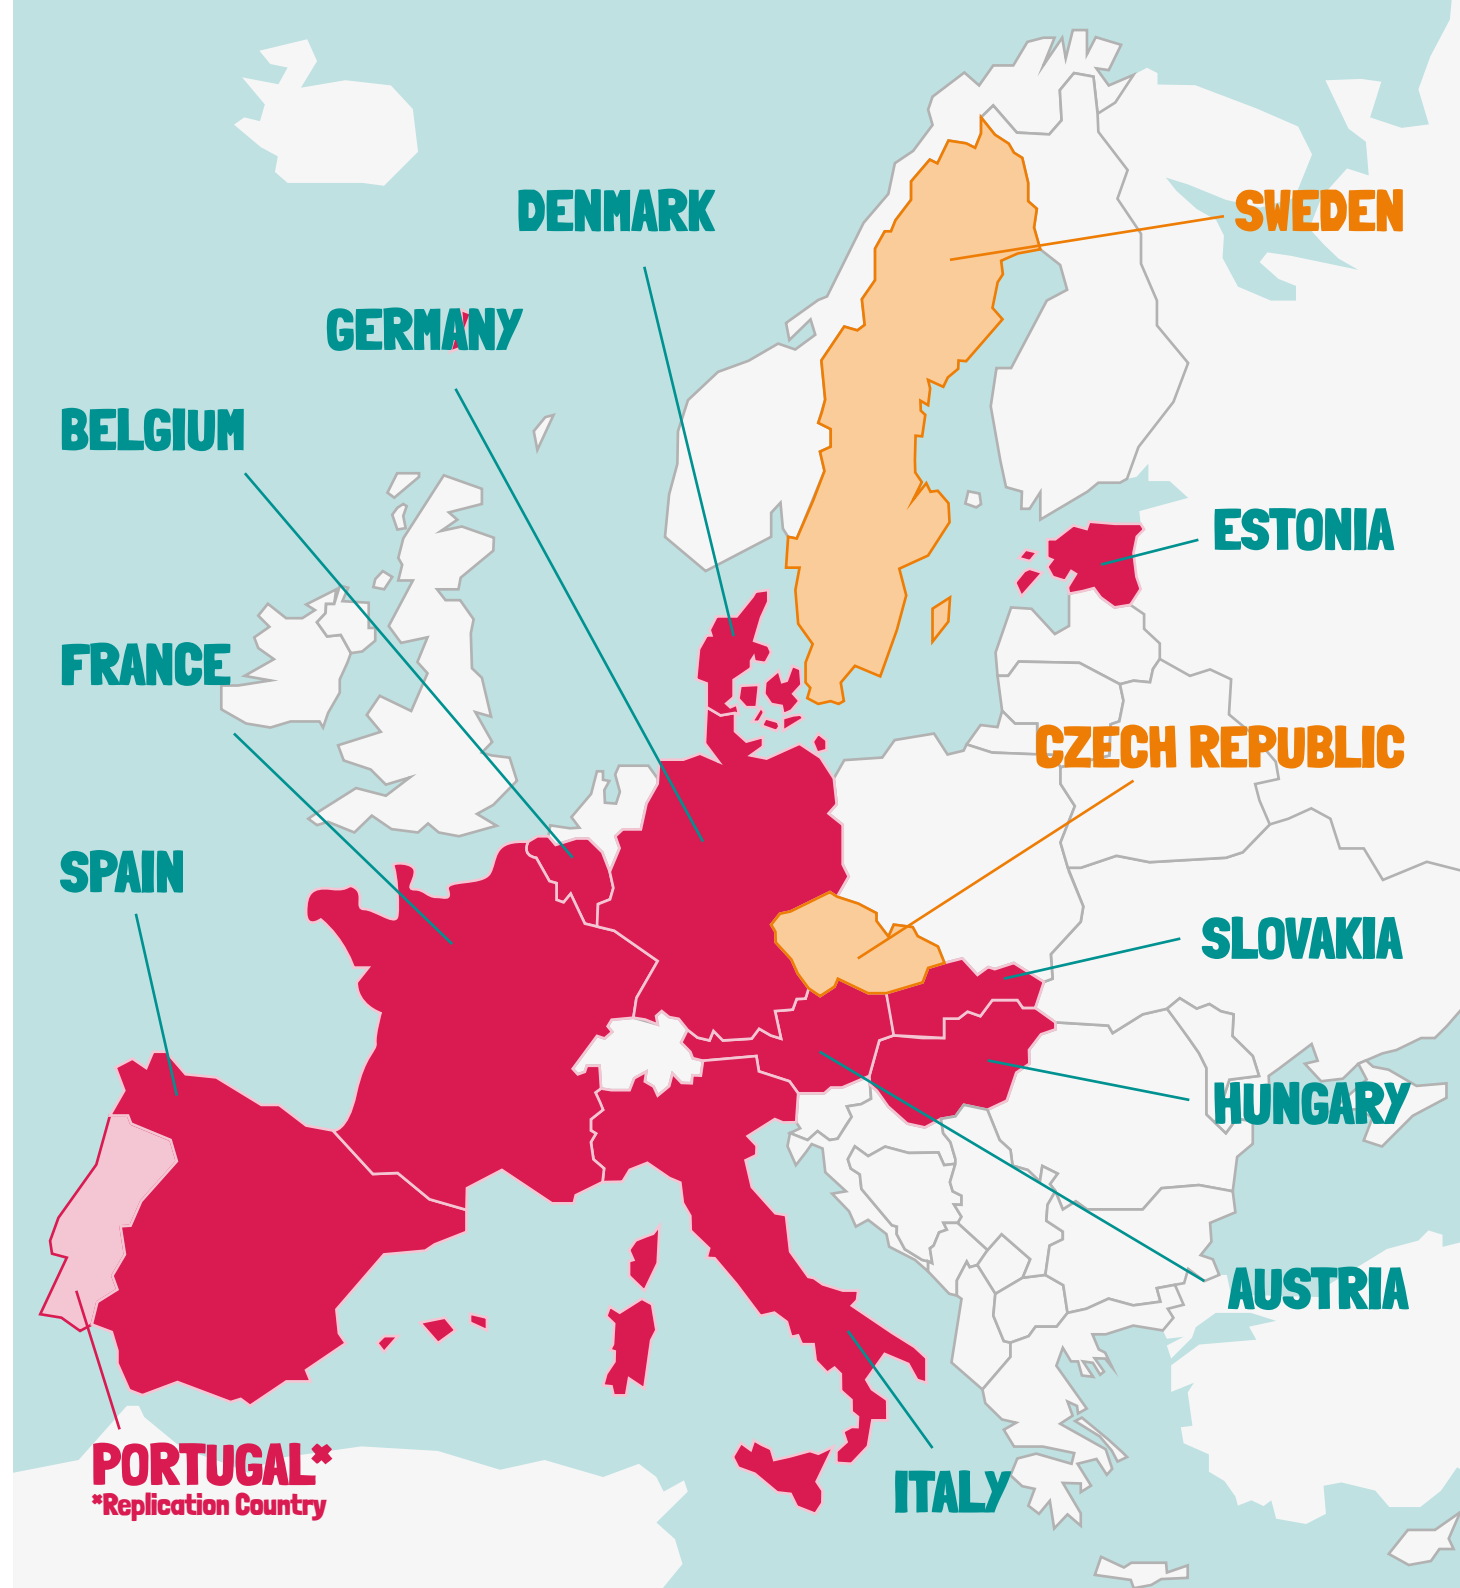 DENMARK
SWEDEN
GERMANY
BELGIUM
ESTONIA
FRANCE
CZECH REPUBLIC
SPAIN
SLOVAKIA
HUNGARY
AUSTRIA
PORTUGAL*
*Replication Country
ITALY